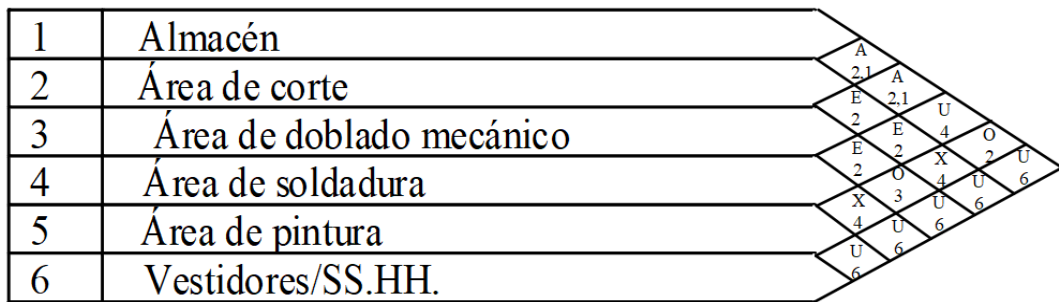 1 Almacén
2 Área de corte
3 Área de doblado mecánico
4 Área de soldadura
5 Área de pintura
6 Vestidores/SS.HH.
A
2,1
E
2
E
2
X
4
U
6
A
2,1
E
2
O
3
U
6
U
4
X
4
U
6
O
2
U
6
U
6